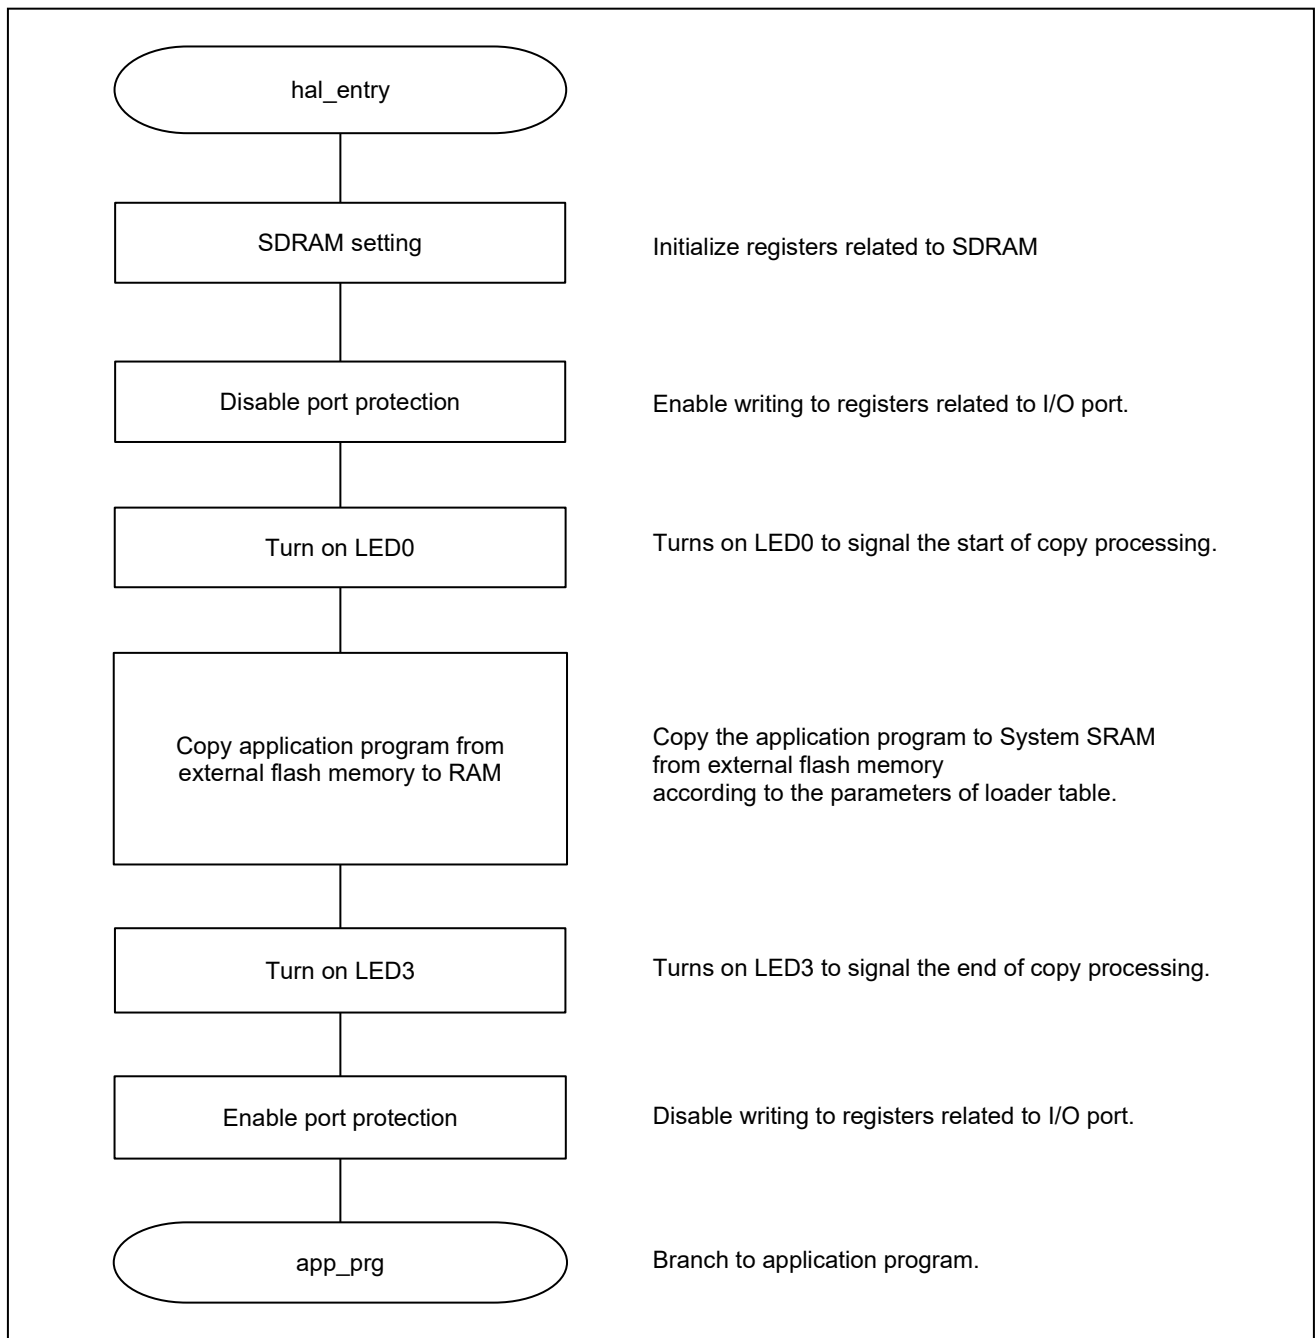 hal_entry
SDRAM setting
Initialize registers related to SDRAM
Disable port protection
Enable writing to registers related to I/O port.
Turn on LED0
Turns on LED0 to signal the start of copy processing.
Copy application program from
external flash memory to RAM
Copy the application program to System SRAM
from external flash memory
according to the parameters of loader table.
Turn on LED3
Turns on LED3 to signal the end of copy processing.
Enable port protection
Disable writing to registers related to I/O port.
app_prg
Branch to application program.